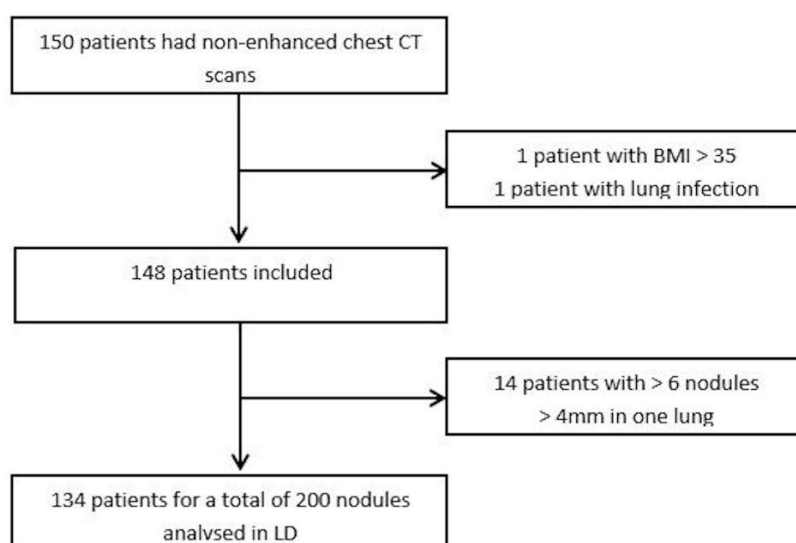 150 patients had non-enhanced chest CT
scans
1 patient with BMI > 35
1 patient with lung infection
148 patients included
14 patients with > 6 nodules
> 4mm in one lung
134 patients for a total of 200 nodules
analysed in LD